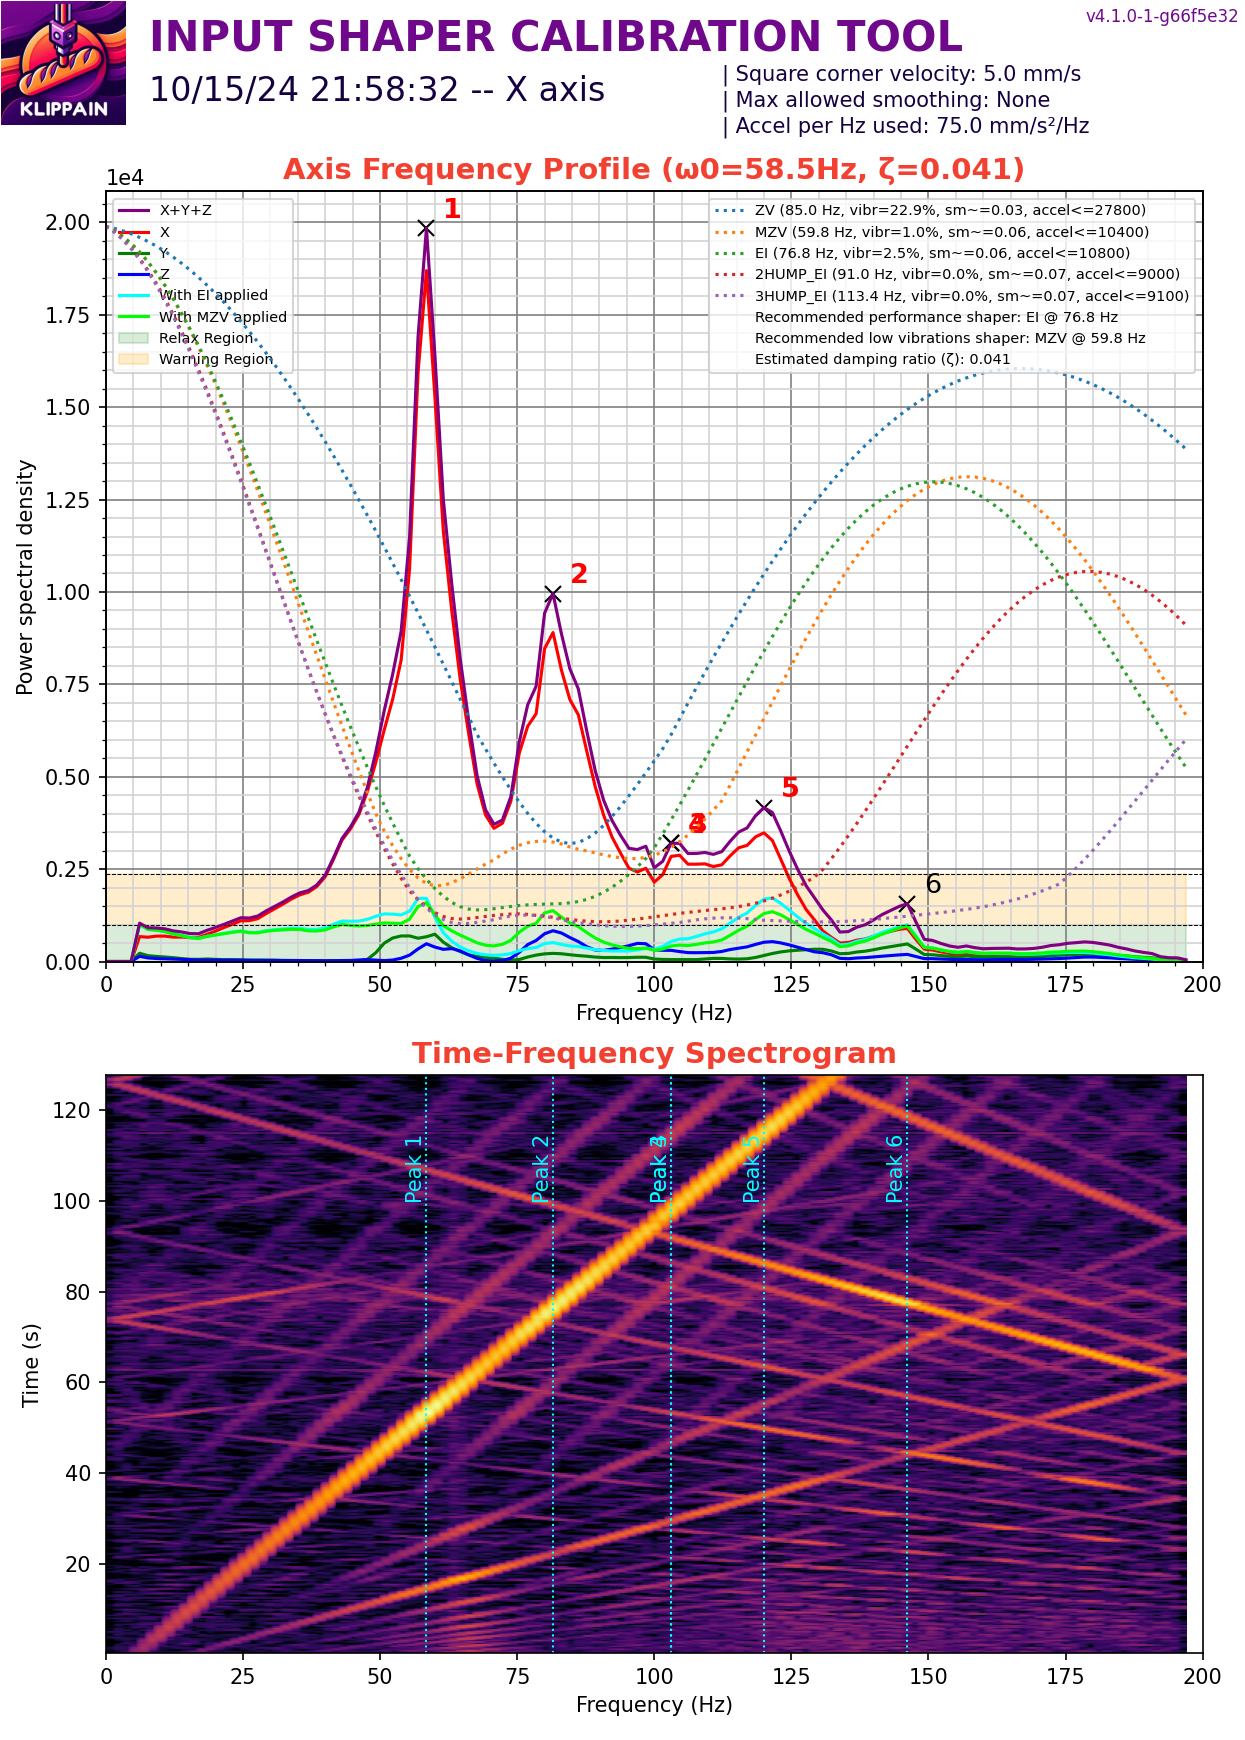 v4.1.0-1-g66f5e32
INPUT SHAPER CALIBRATION TOOL
10/15/24 21:58:32 -- X axis
| Square corner velocity: 5.0 mm/s
| Max allowed smoothing: None
| Accel per Hz used: 75.0 mm/s²/Hz
KLIPPAIN
Axis Frequency Profile (ω0=58.5Hz, ζ=0.041)
1e4
X+Y+Z
X
Y
Z
With EI applied
With MZV applied
Relax Region
Warning Region
ZV (85.0 Hz, vibr=22.9%, sm~=0.03, accel<=27800)
MZV (59.8 Hz, vibr=1.0%, sm~=0.06, accel<=10400)
EI (76.8 Hz, vibr=2.5%, sm~=0.06, accel<=10800)
2HUMP_EI (91.0 Hz, vibr=0.0%, sm~=0.07, accel<=9000)
3HUMP_EI (113.4 Hz, vibr=0.0%, sm~=0.07, accel<=9100)
Recommended performance shaper: EI @ 76.8 Hz
Recommended low vibrations shaper: MZV @ 59.8 Hz
Estimated damping ratio (ζ): 0.041
1
2
5
6
Power spectral density
2.00
1.75
1.50
1.25
1.00
0.75
0.50
0.25
0.00
0 25 50 75 100 125 150 175 200
Frequency (Hz)
Time-Frequency Spectrogram
Time (s)
120
100
80
60
40
20
Peak 1
Peak 2
Peak 5
Peak 6
0 25 50 75 100 125 150 175 200
Frequency (Hz)